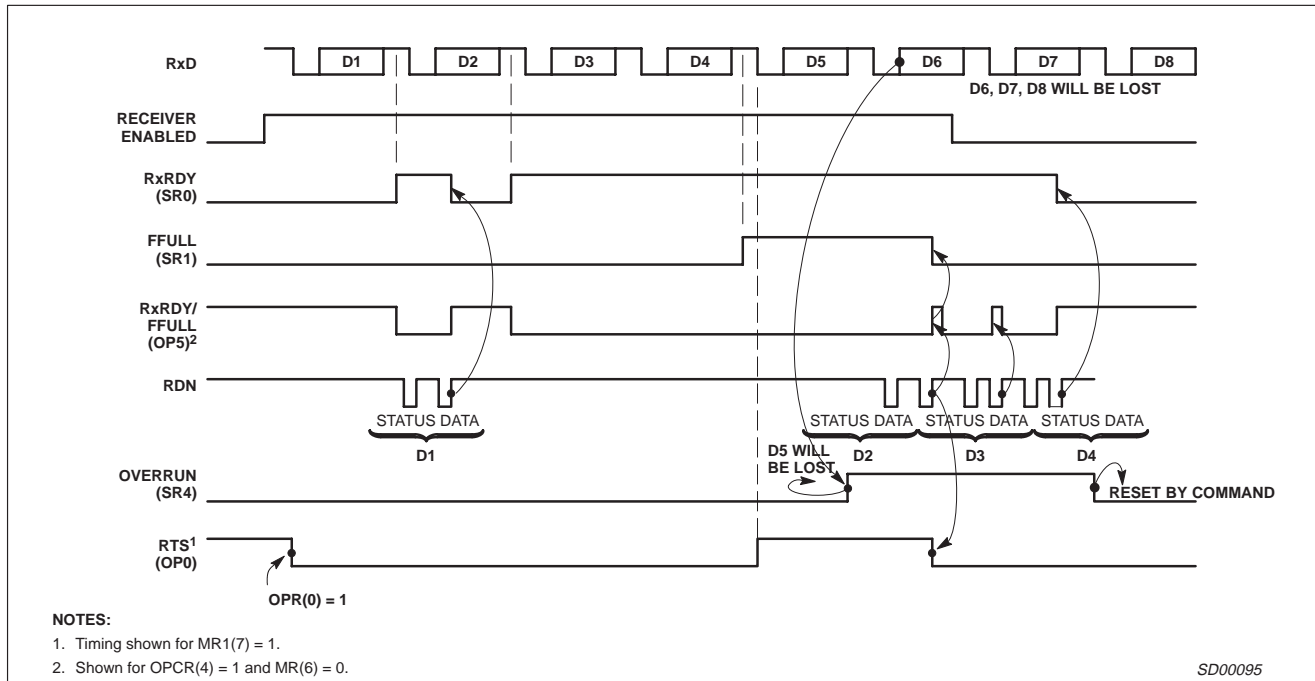 RxD
D1 D2 D3 D4 D5 D6 D7 D8
D6, D7, D8 WILL BE LOST
RECEIVER
ENABLED
RxRDY
(SR0)
FFULL
(SR1)
RxRDY/
FFULL
(OP5)2
RDN
STATUS DATA STATUS DATA STATUS DATA STATUS DATA
D1 D2 D3 D4
D5 WILL
BE LOST
OVERRUN
(SR4)
RESET BY COMMAND
RTS1
(OP0)
OPR(0) = 1
NOTES:
1. Timing shown for MR1(7) = 1.
2. Shown for OPCR(4) = 1 and MR(6) = 0.
SD00095